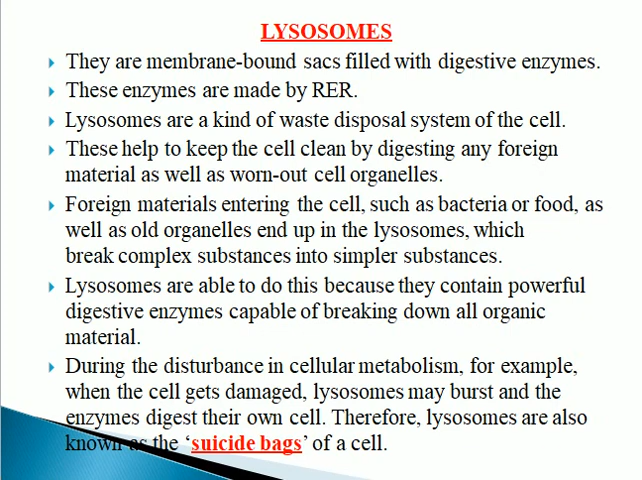 LYSOSOMES
They are membrane-bound sacs filled with digestive enzymes.
These enzymes are made by RER.
Lysosomes are a kind of waste disposal system of the cell.
These help to keep the cell clean by digesting any foreign
material as well as worn-out cell organelles.
Foreign materials entering the cell, such as bacteria or food, as
well as old organelles end up in the lysosomes, which
break complex substances into simpler substances.
Lysosomes are able to do this because they contain powerful
digestive enzymes capable of breaking down all organic
material.
During the disturbance in cellular metabolism, for example,
when the cell gets damaged, lysosomes may burst and the
enzymes digest their own cell. Therefore, lysosomes are also
known as the ‘suicide bags’ of a cell.